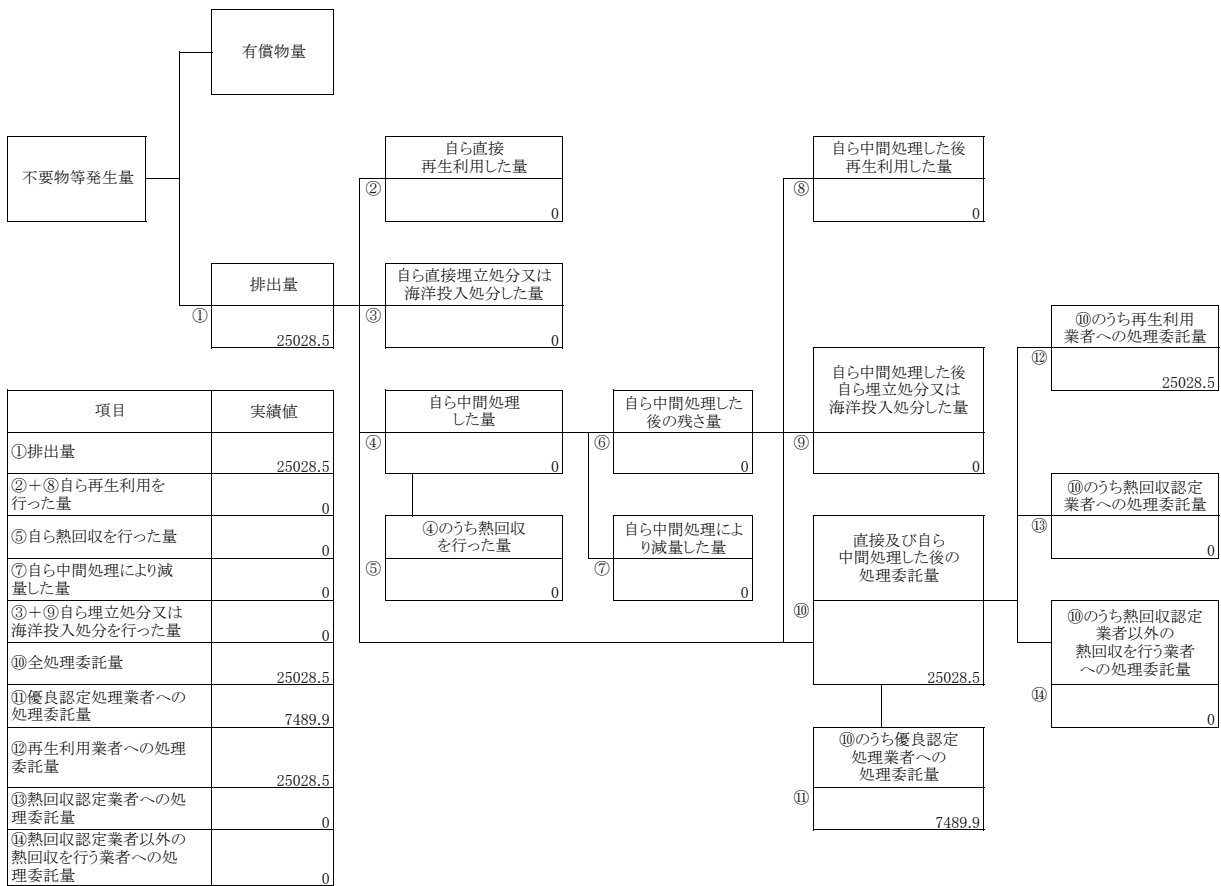 有償物量
不要物等発生量
排出量
①
25028.5
自ら直接
再生利用した量
②
0
自ら直接埋立処分又は
海洋投入処分した量
③
0
自ら中間処理
した量
④
0
④のうち熱回収
を行った量
⑤
0
自ら中間処理した
後の残さ量
⑥
0
自ら中間処理によ
り減量した量
⑦
0
自ら中間処理した後
再生利用した量
⑧
0
自ら中間処理した後
自ら埋立処分又は
海洋投入処分した量
⑨
0
直接及び自ら
中間処理した後の
処理委託量
⑩
25028.5
⑩のうち優良認定
処理業者への
処理委託量
⑪
7489.9
⑩のうち再生利用
業者への処理委託量
⑫
25028.5
⑩のうち熱回収認定
業者への処理委託量
⑬
0
⑩のうち熱回収認定
業者以外の
熱回収を行う業者
への処理委託量
⑭
0
項目 実績値
①排出量
25028.5
②+⑧自ら再生利用を
行った量
0
⑤自ら熱回収を行った量
0
⑦自ら中間処理により減
量した量
0
③+⑨自ら埋立処分又は
海洋投入処分を行った量
0
⑩全処理委託量
25028.5
⑪優良認定処理業者への
処理委託量
7489.9
⑫再生利用業者への処理
委託量
25028.5
⑬熱回収認定業者への処
理委託量
0
⑭熱回収認定業者以外の
熱回収を行う業者への処
理委託量
0